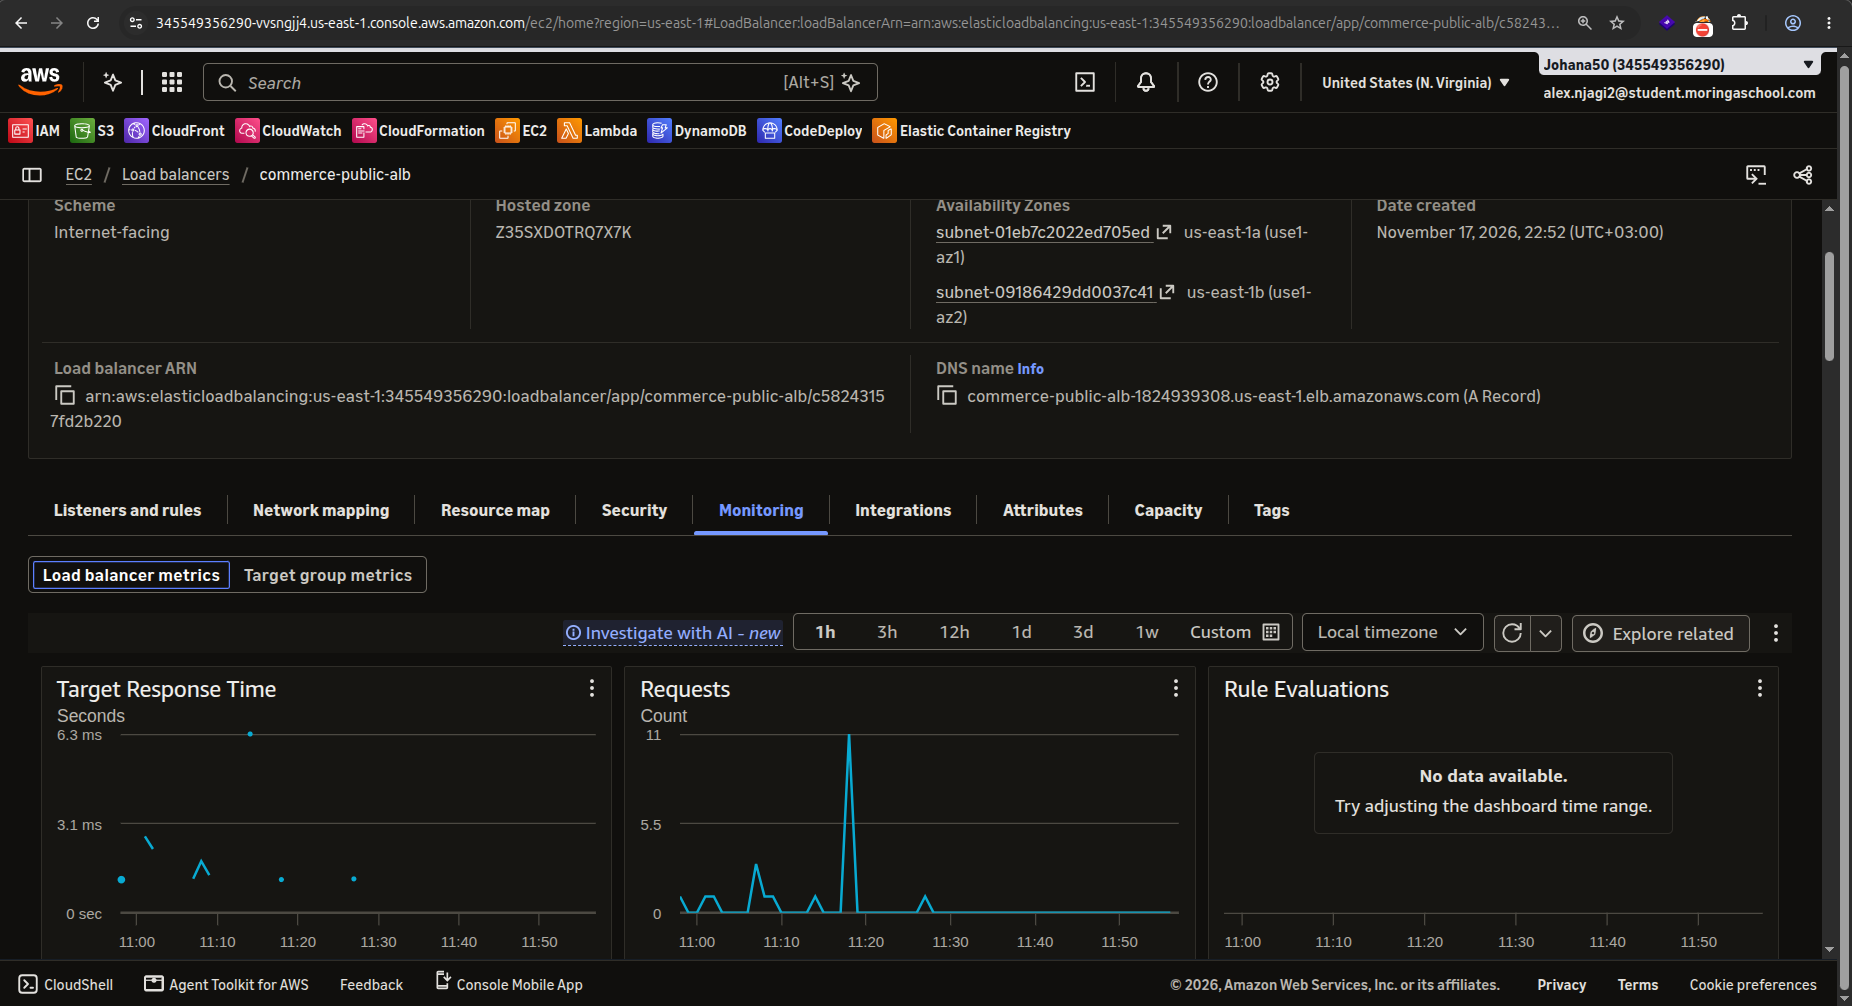 345549356290-vvsngjj4.us-east-1.console.aws.amazon.com/ec2/home?region=us-east-1#LoadBalancer:loadBalancerArn=arn:aws:elasticloadbalancing:us-east-1:345549356290:loadbalancer/app/commerce-public-alb/c58243...
aws
Search [Alt+S]
United States (N. Virginia)
Johana50 (345549356290)
alex.njagi2@student.moringaschool.com
IAM S3 CloudFront CloudWatch CloudFormation EC2 Lambda DynamoDB CodeDeploy Elastic Container Registry
EC2 / Load balancers / commerce-public-alb
Scheme
Internet-facing
Hosted zone
Z35SXDOTRQ7X7K
Availability Zones
subnet-01eb7c2022ed705ed us-east-1a (use1-
az1)
subnet-09186429dd0037c41 us-east-1b (use1-
az2)
Date created
November 17, 2026, 22:52 (UTC+03:00)
Load balancer ARN
arn:aws:elasticloadbalancing:us-east-1:345549356290:loadbalancer/app/commerce-public-alb/c5824315
7fd2b220
DNS name Info
commerce-public-alb-1824939308.us-east-1.elb.amazonaws.com (A Record)
Listeners and rules Network mapping Resource map Security Monitoring Integrations Attributes Capacity Tags
Load balancer metrics Target group metrics
Investigate with AI - new 1h 3h 12h 1d 3d 1w Custom Local timezone Explore related
Target Response Time
Seconds
6.3 ms
3.1 ms
0 sec
11:00 11:10 11:20 11:30 11:40 11:50
Requests
Count
11
5.5
0
11:00 11:10 11:20 11:30 11:40 11:50
Rule Evaluations
No data available.
Try adjusting the dashboard time range.
11:00 11:10 11:20 11:30 11:40 11:50
CloudShell Agent Toolkit for AWS Feedback Console Mobile App © 2026, Amazon Web Services, Inc. or its affiliates. Privacy Terms Cookie preferences